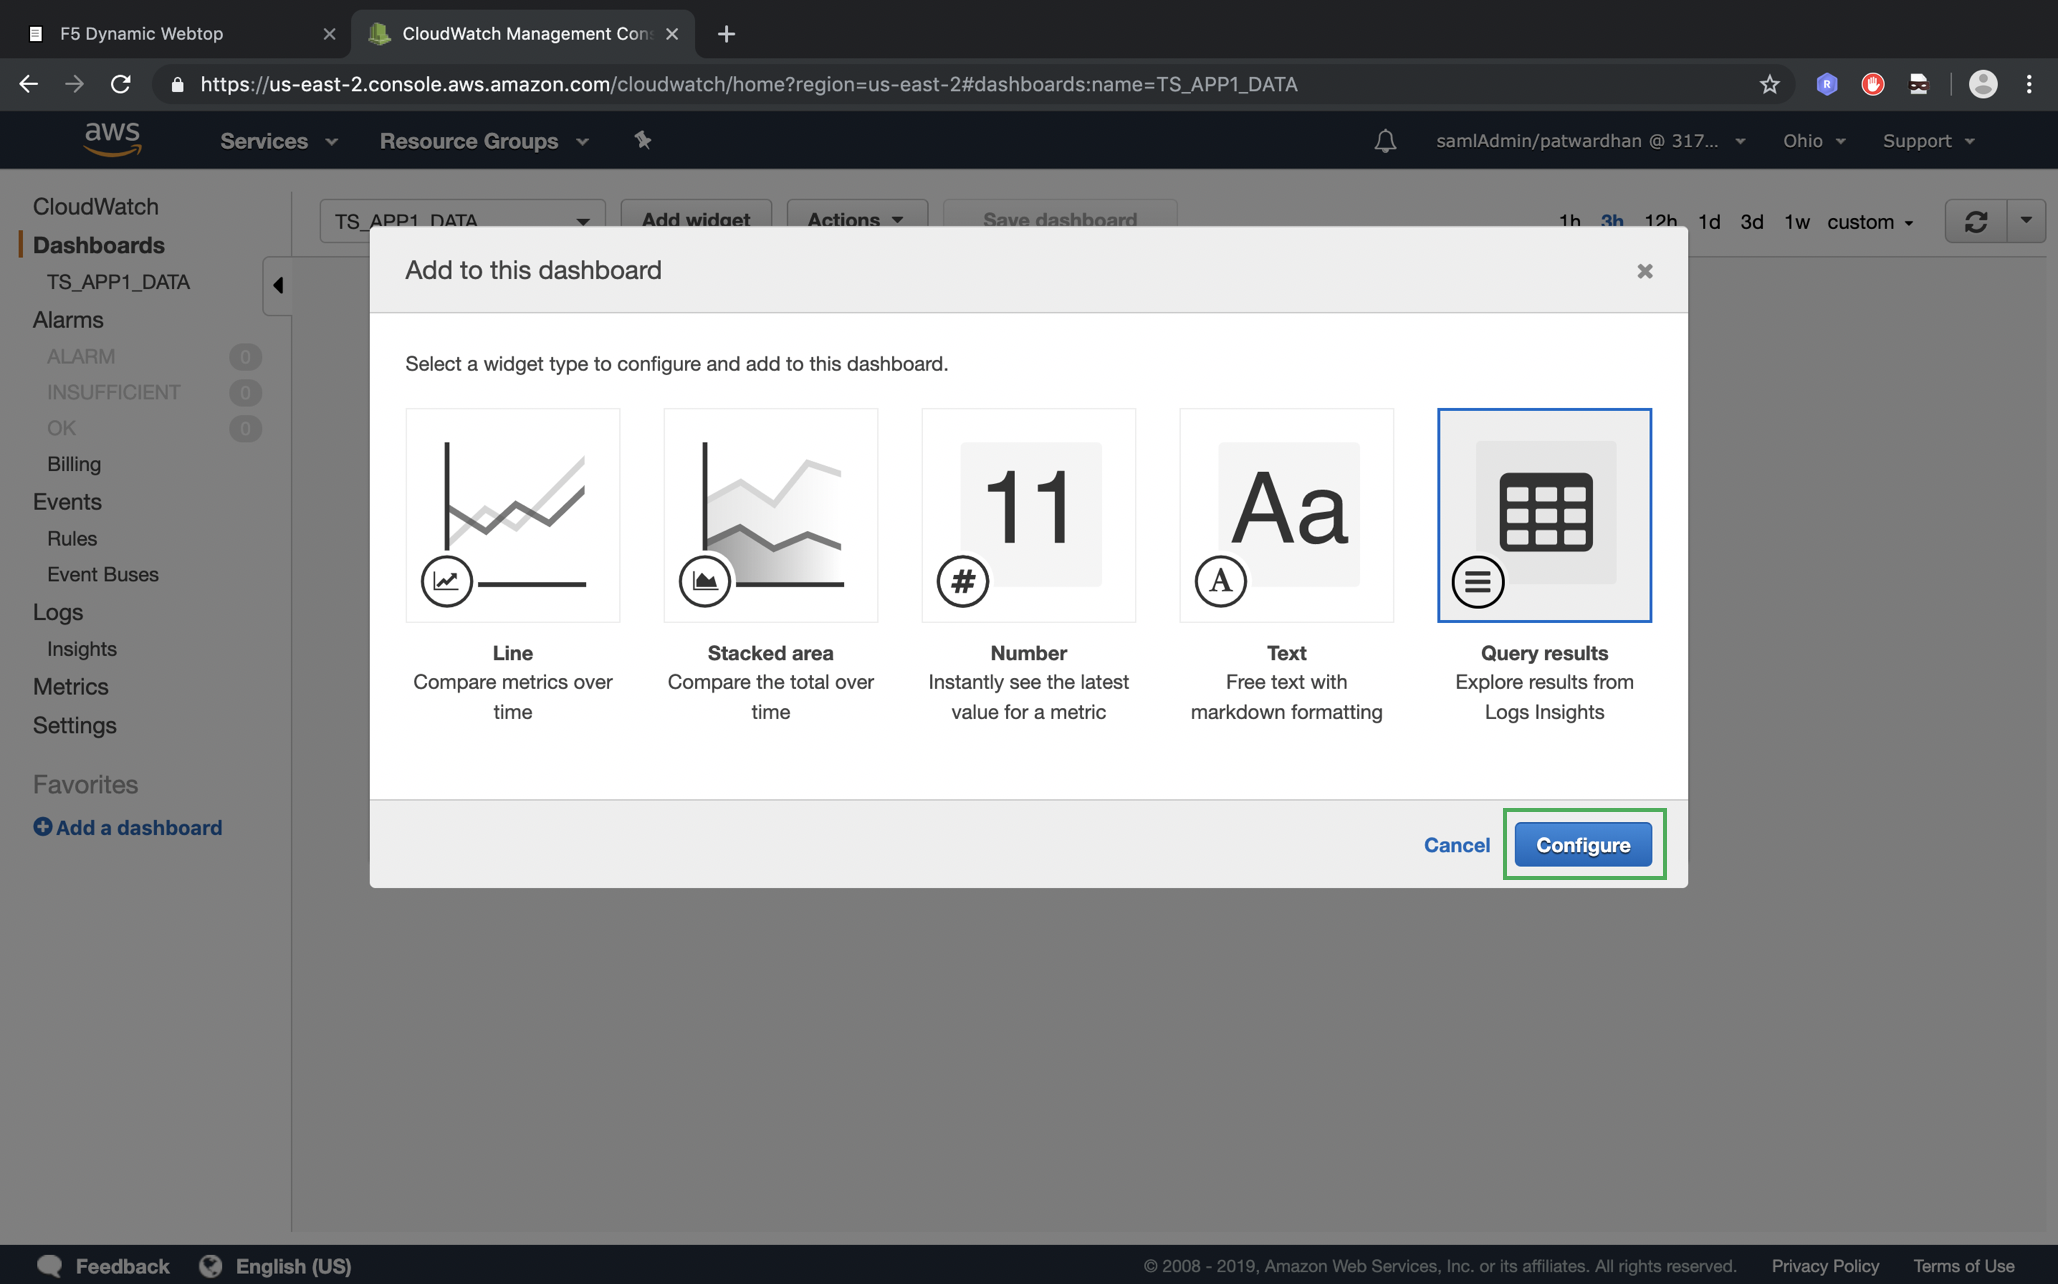 F5 Dynamic Webtop
CloudWatch Management Con
https://us-east-2.console.aws.amazon.com/cloudwatch/home?region=us-east-2#dashboards:name=TS_APP1_DATA
R
aws
Services
Resource Groups
samlAdmin/patwardhan @ 317...
Ohio
Support
CloudWatch
Dashboards
TS_APP1_DATA
Alarms
ALARM 0
INSUFFICIENT 0
OK 0
Billing
Events
Rules
Event Buses
Logs
Insights
Metrics
Settings
Favorites
Add a dashboard
TS_APP1_DATA
Add widget
Actions
Save dashboard
1h 3h 12h 1d 3d 1w custom
Add to this dashboard
Select a widget type to configure and add to this dashboard.
11
#
Aa
A
Line
Compare metrics over
time
Stacked area
Compare the total over
time
Number
Instantly see the latest
value for a metric
Text
Free text with
markdown formatting
Query results
Explore results from
Logs Insights
Cancel
Configure
Feedback
English (US)
© 2008 - 2019, Amazon Web Services, Inc. or its affiliates. All rights reserved.
Privacy Policy
Terms of Use